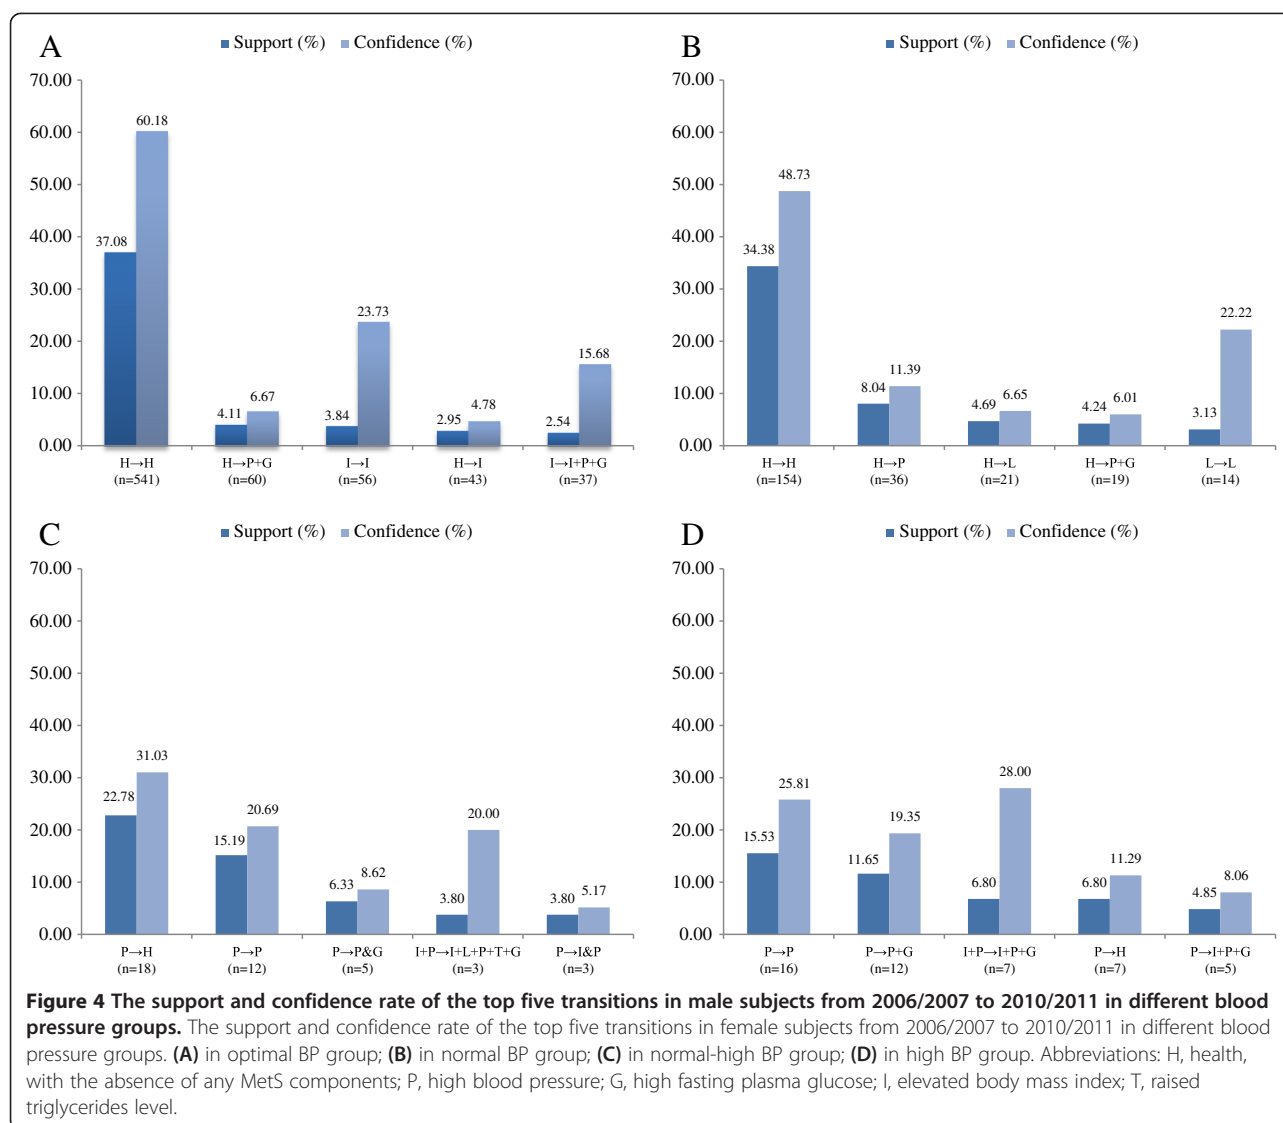 A
Support (%) Confidence (%)
70.00
60.00
50.00
40.00
30.00
20.00
10.00
0.00
37.08 60.18
4.11 6.67
3.84 23.73
2.95 4.78
2.54 15.68
H→H H→P+G I→I H→I I→I+P+G
(n=541) (n=60) (n=56) (n=43) (n=37)
B
Support (%) Confidence (%)
70.00
60.00
50.00
40.00
30.00
20.00
10.00
0.00
34.38 48.73
8.04 11.39
4.69 6.65
4.24 6.01
3.13 22.22
H→H H→P H→L H→P+G L→L
(n=154) (n=36) (n=21) (n=19) (n=14)
C
Support (%) Confidence (%)
70.00
60.00
50.00
40.00
30.00
20.00
10.00
0.00
22.78 31.03
15.19 20.69
6.33 8.62
3.80 20.00
3.80 5.17
P→H P→P P→P&G I+P→I+L+P+T+G P→I&P
(n=18) (n=12) (n=5) (n=3) (n=3)
D
Support (%) Confidence (%)
70.00
60.00
50.00
40.00
30.00
20.00
10.00
0.00
15.53 25.81
11.65 19.35
6.80 28.00
6.80 11.29
4.85 8.06
P→P P→P+G I+P→I+P+G P→H P→I+P+G
(n=16) (n=12) (n=7) (n=7) (n=5)
Figure 4 The support and confidence rate of the top five transitions in male subjects from 2006/2007 to 2010/2011 in different blood
pressure groups. The support and confidence rate of the top five transitions in female subjects from 2006/2007 to 2010/2011 in different blood
pressure groups. (A) in optimal BP group; (B) in normal BP group; (C) in normal-high BP group; (D) in high BP group. Abbreviations: H, health,
with the absence of any MetS components; P, high blood pressure; G, high fasting plasma glucose; I, elevated body mass index; T, raised
triglycerides level.